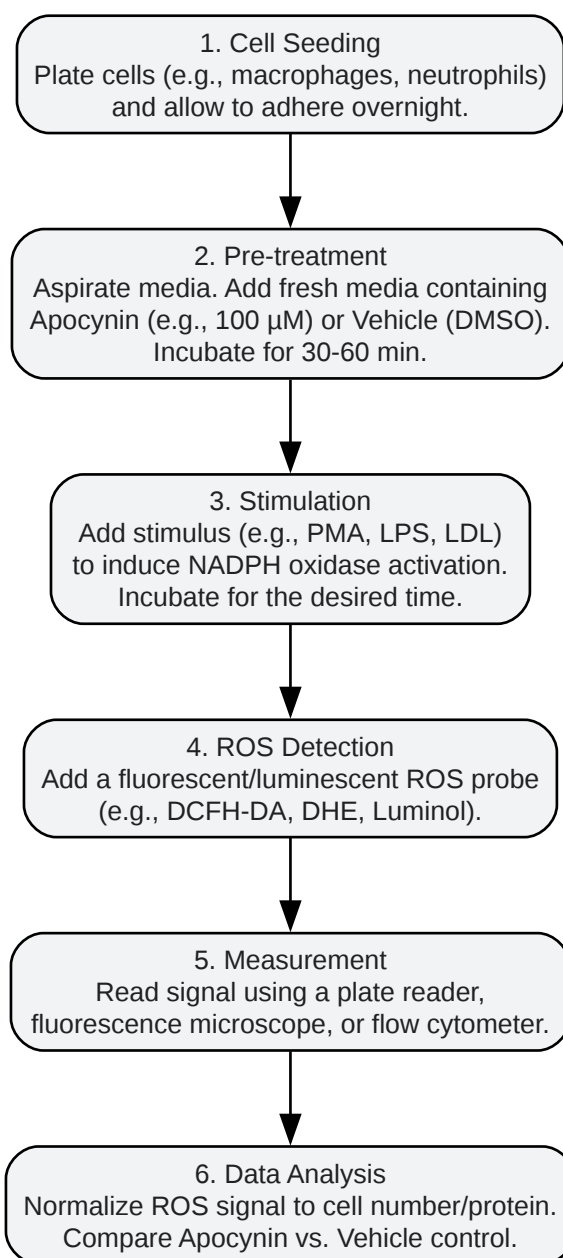 1. Cell Seeding
Plate cells (e.g., macrophages, neutrophils)
and allow to adhere overnight.
2. Pre-treatment
Aspirate media. Add fresh media containing
Apocynin (e.g., 100 µM) or Vehicle (DMSO).
Incubate for 30-60 min.
3. Stimulation
Add stimulus (e.g., PMA, LPS, LDL)
to induce NADPH oxidase activation.
Incubate for the desired time.
4. ROS Detection
Add a fluorescent/luminescent ROS probe
(e.g., DCFH-DA, DHE, Luminol).
5. Measurement
Read signal using a plate reader,
fluorescence microscope, or flow cytometer.
6. Data Analysis
Normalize ROS signal to cell number/protein.
Compare Apocynin vs. Vehicle control.